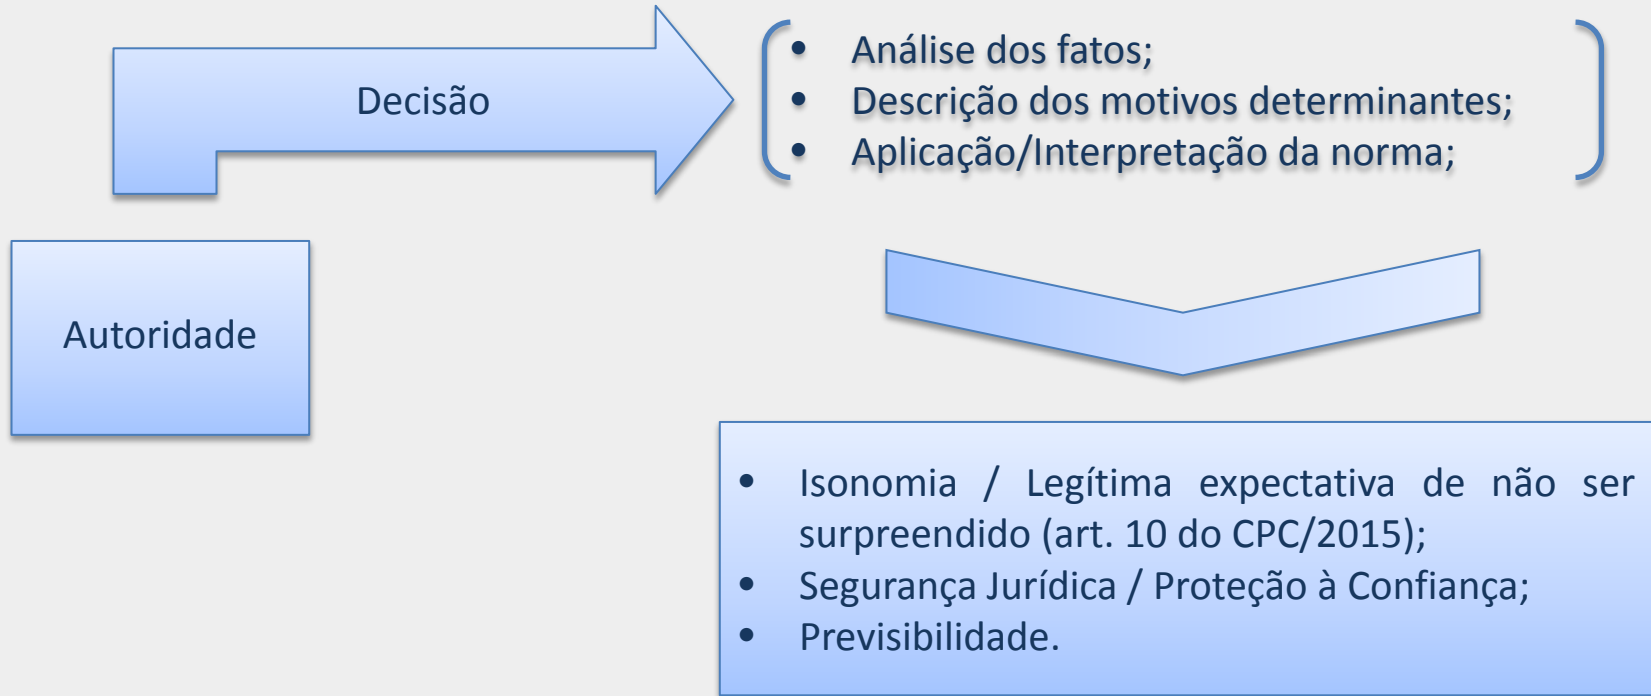 Decisão
• Análise dos fatos;
• Descrição dos motivos determinantes;
• Aplicação/Interpretação da norma;
Autoridade
• Isonomia / Legítima expectativa de não ser
surpreendido (art. 10 do CPC/2015);
• Segurança Jurídica / Proteção à Confiança;
• Previsibilidade.